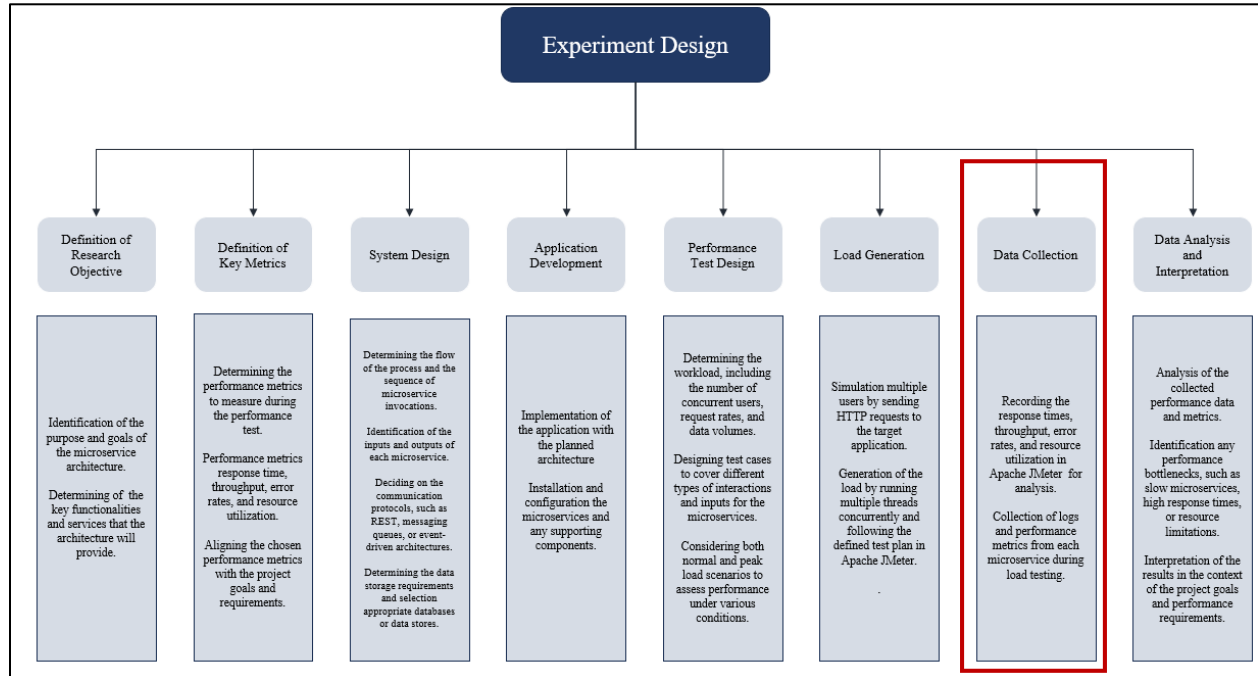 Experiment Design
Definition of
Research
Objective
Definition of
Key Metrics
System Design
Application
Development
Performance
Test Design
Load Generation
Data Collection
Data Analysis
and
Interpretation
Identification of the
purpose and goals of
the microservice
architecture.
Determining of the
key functionalities
and services that the
architecture will
provide.
Determining the
performance metrics
to measure during
the performance
test.
Performance metrics
response time,
throughput, error
rates, and resource
utilization.
Aligning the chosen
performance metrics
with the project
goals and
requirements.
Determining the flow
of the process and the
sequence of
microservice
invocations.
Identification of the
inputs and outputs of
each microservice.
Deciding on the
communication
protocols, such as
REST, messaging
queues, or event-
driven architectures.
Determining the data
storage requirements
and selection
appropriate databases
or data stores.
Implementation of
the application with
the planned
architecture
Installation and
configuration the
microservices and
any supporting
components.
Determining the
workload, including
the number of
concurrent users,
request rates, and
data volumes.
Designing test cases
to cover different
types of interactions
and inputs for the
microservices.
Considering both
normal and peak
load scenarios to
assess performance
under various
conditions.
Simulation multiple
users by sending
HTTP requests to
the target
application.
Generation of the
load by running
multiple threads
concurrently and
following the
defined test plan in
Apache JMeter.
.
Recording the
response times,
throughput, error
rates, and resource
utilization in
Apache JMeter for
analysis.
Collection of logs
and performance
metrics from each
microservice during
load testing.
Analysis of the
collected
performance data
and metrics.
Identification any
performance
bottlenecks, such as
slow microservices,
high response times,
or resource
limitations.
Interpretation of the
results in the context
of the project goals
and performance
requirements.